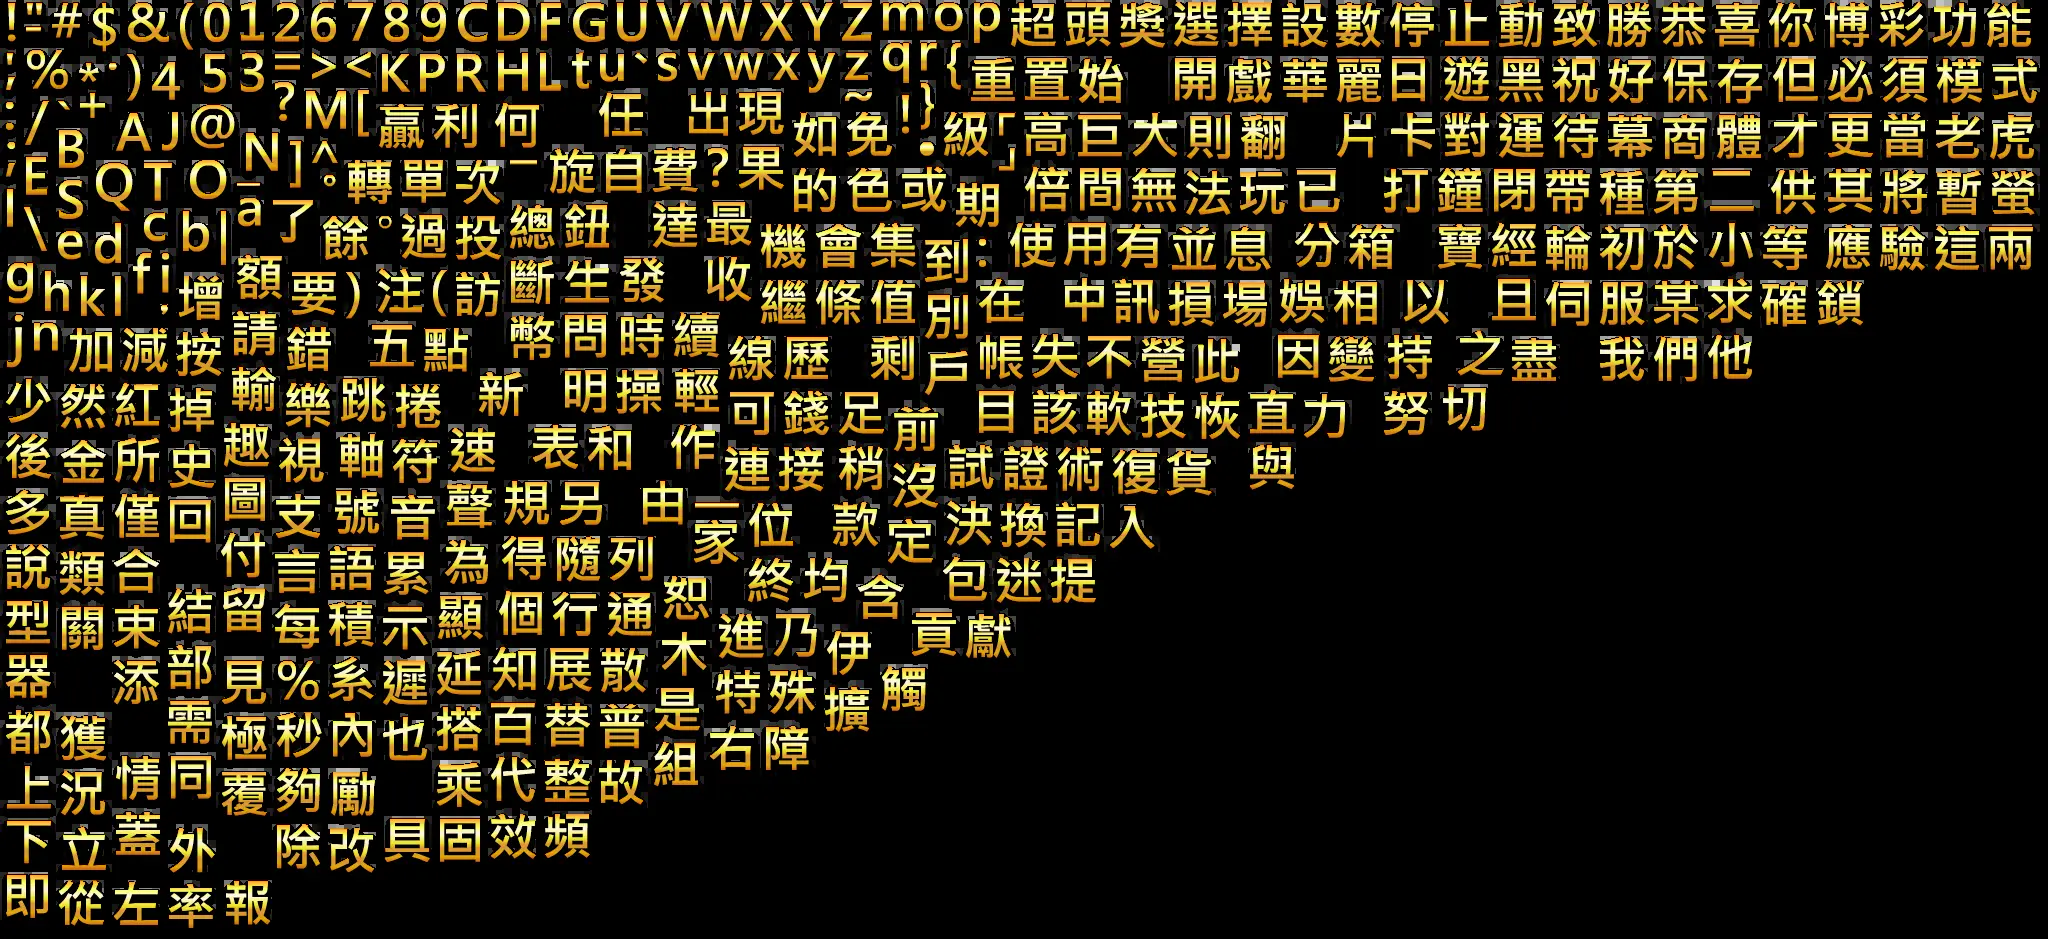 !"#$&(0126789CDFGUVWXYZmop超頭獎選擇設數停止動致勝恭喜你博彩功能
'%*·)453=><KPRHLtu`svwxyzqr{重置始 開戲華麗日遊黑祝好保存但必須模式
:/`+BAJ@?M[贏利何 任 出現如免~!}級「高巨大則翻 片卡對運待幕商體才更當老虎
;ESQTON]^。轉單次一旋自費?果的色或期」倍間無法玩已 打鐘閉帶種第二供其將暫螢
I\edcb|_a了餘°過投總鈕 達最機會集到:使用有並息分箱 寶經輪初於小等應驗這兩
ghklfi,增額要)注(訪斷生發 收繼條值別在 中訊損場娛相以 且伺服某求確鎖
jn加減按請錯 五點 幣問時續線歷 剩戶帳失不營此 因變持 之盡 我們他
少然紅掉輸樂跳捲 新 明操輕可錢足前目該軟技恢直力 努切
後金所史趣視軸符速 表和 作連接稍沒試證術復貨 與
多真僅回圖支號音聲規另 由一家位 款定決換記入
說類合 付言語累為得隨列 終均含 包迷提
型關束結留每積示顯個行通恕進乃伊 貢獻
器 添部見%系遲延知展散木特殊擴觸
都獲 需極秒內也搭百替普是右障
上況情同覆夠勵 乘代整故組
下立蓋外 除改具固效頻
即從左率報